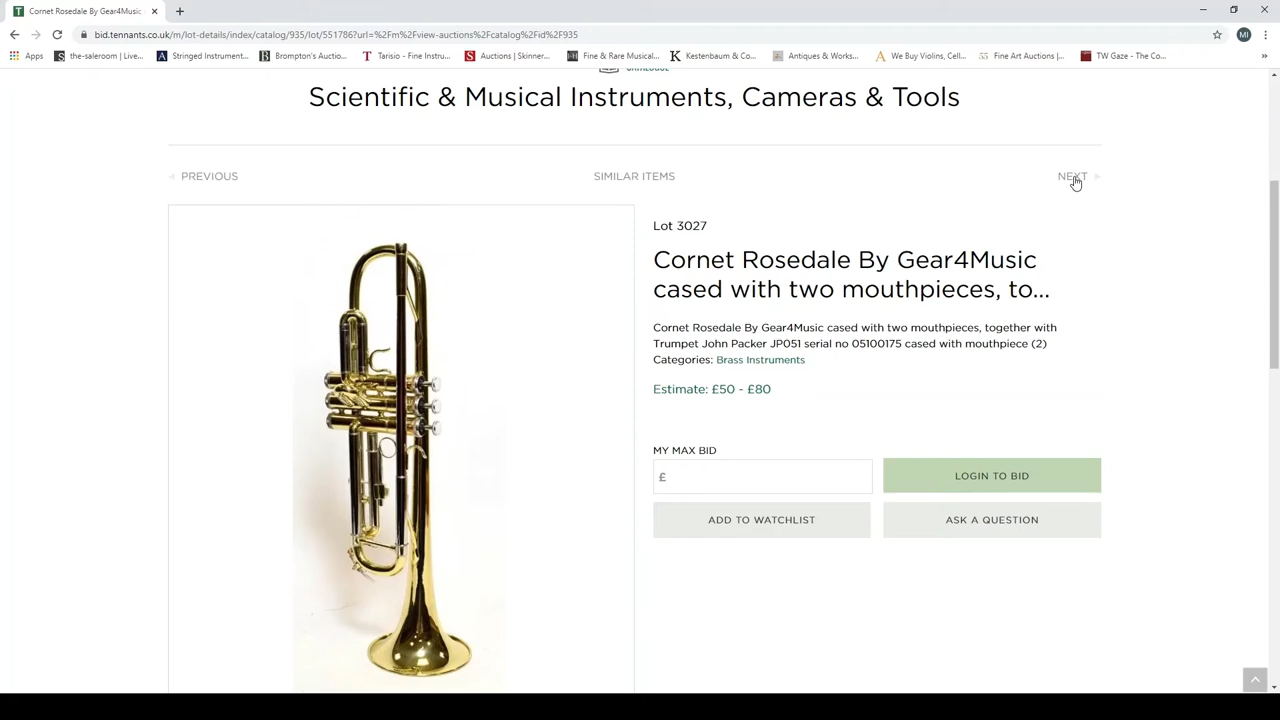 Cornet Rosedale By Gear4Music
bid.tennants.co.uk/m/lot-details/index/catalog/935/lot/551786?url=%2Fm%2Fview-auctions%2Fcatalog%2Fid%2F935
MI
Apps
the-saleroom | Live...
Stringed Instrument...
Brompton's Auctio...
Tarisio - Fine Instru...
Auctions | Skinner...
Fine & Rare Musical...
Kestenbaum & Co...
Antiques & Works...
We Buy Violins, Cell...
Fine Art Auctions |...
TW Gaze - The Co...
CATALOGUE
Scientific & Musical Instruments, Cameras & Tools
PREVIOUS
SIMILAR ITEMS
NEXT
Lot 3027
Cornet Rosedale By Gear4Music
cased with two mouthpieces, to...
Cornet Rosedale By Gear4Music cased with two mouthpieces, together with
Trumpet John Packer JP051 serial no 05100175 cased with mouthpiece (2)
Categories: Brass Instruments
Estimate: £50 - £80
MY MAX BID
£
LOGIN TO BID
ADD TO WATCHLIST
ASK A QUESTION